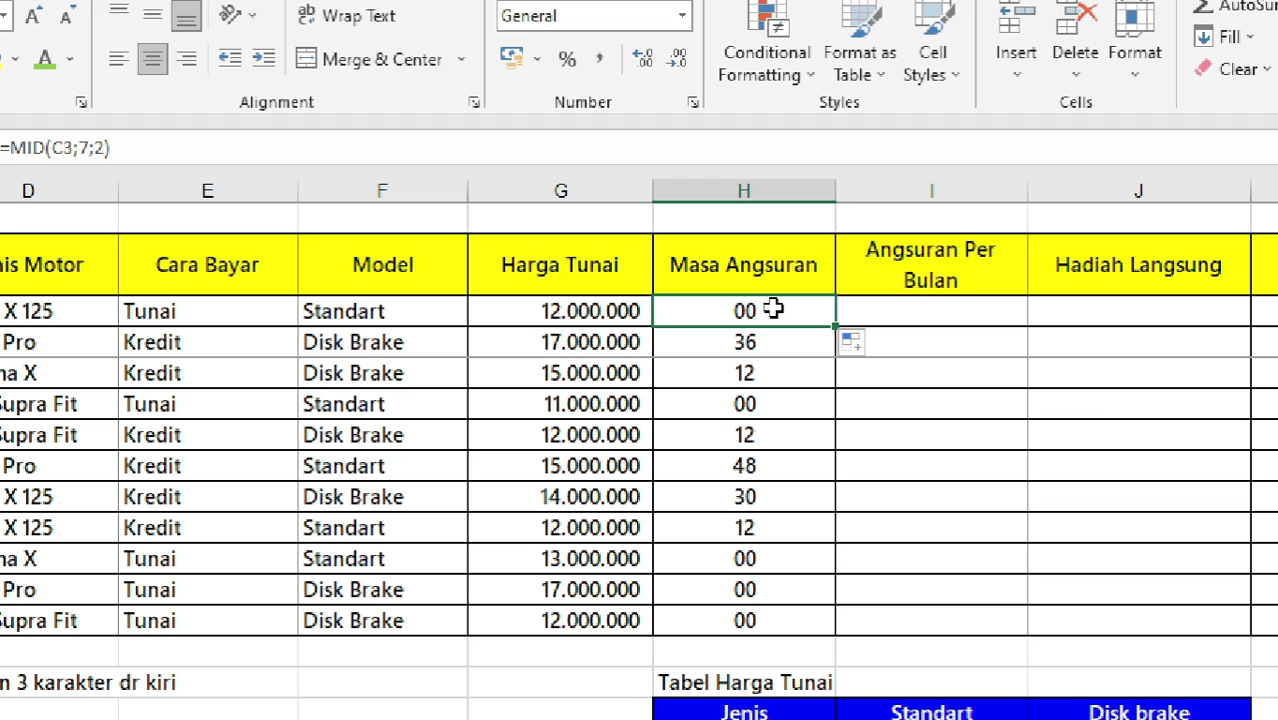 Wrap Text
General
AutoSu
Fill
Merge & Center
%
Conditional Formatting
Format as Table
Cell Styles
Insert
Delete
Format
Clear
Alignment
Number
Styles
Cells
=MID(C3;7;2)
D E F G H I J
is Motor Cara Bayar Model Harga Tunai Masa Angsuran Angsuran Per Bulan Hadiah Langsung
X 125 Tunai Standart 12.000.000 00
Pro Kredit Disk Brake 17.000.000 36
a X Kredit Disk Brake 15.000.000 12
Supra Fit Tunai Standart 11.000.000 00
Supra Fit Kredit Disk Brake 12.000.000 12
Pro Kredit Standart 15.000.000 48
X 125 Kredit Disk Brake 14.000.000 30
X 125 Kredit Standart 12.000.000 12
a X Tunai Standart 13.000.000 00
Pro Tunai Disk Brake 17.000.000 00
Supra Fit Tunai Disk Brake 12.000.000 00
n 3 karakter dr kiri Tabel Harga Tunai
Jenis Standart Disk brake